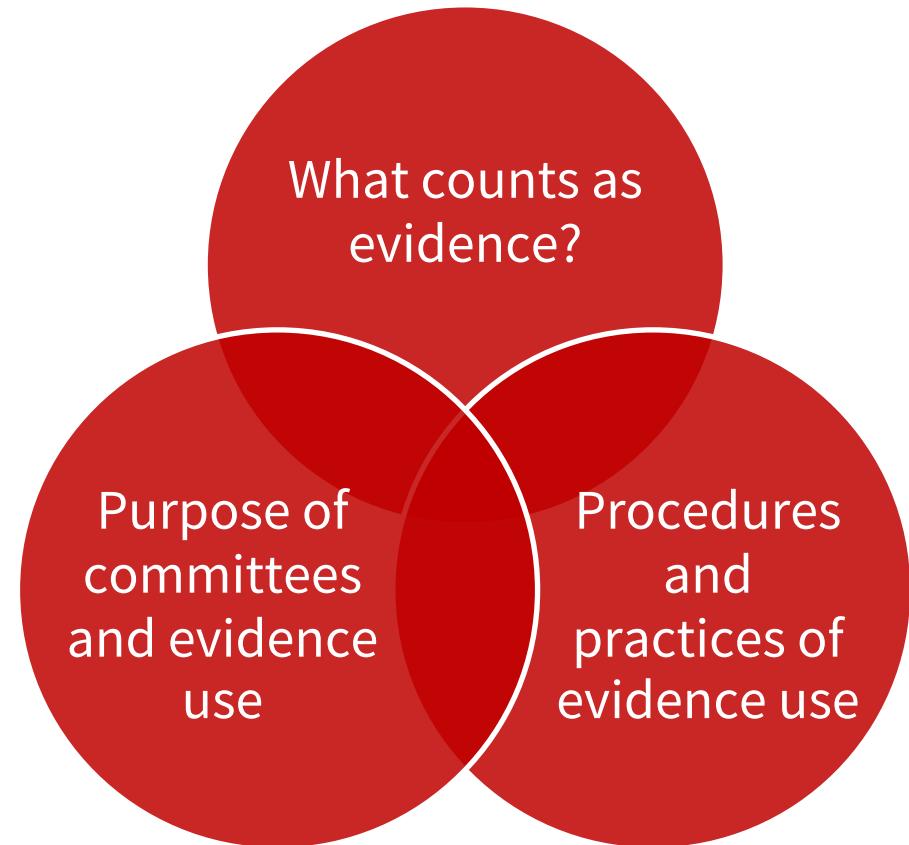 What counts as
evidence?
Purpose of
committees
and evidence
use
Procedures
and
practices of
evidence use